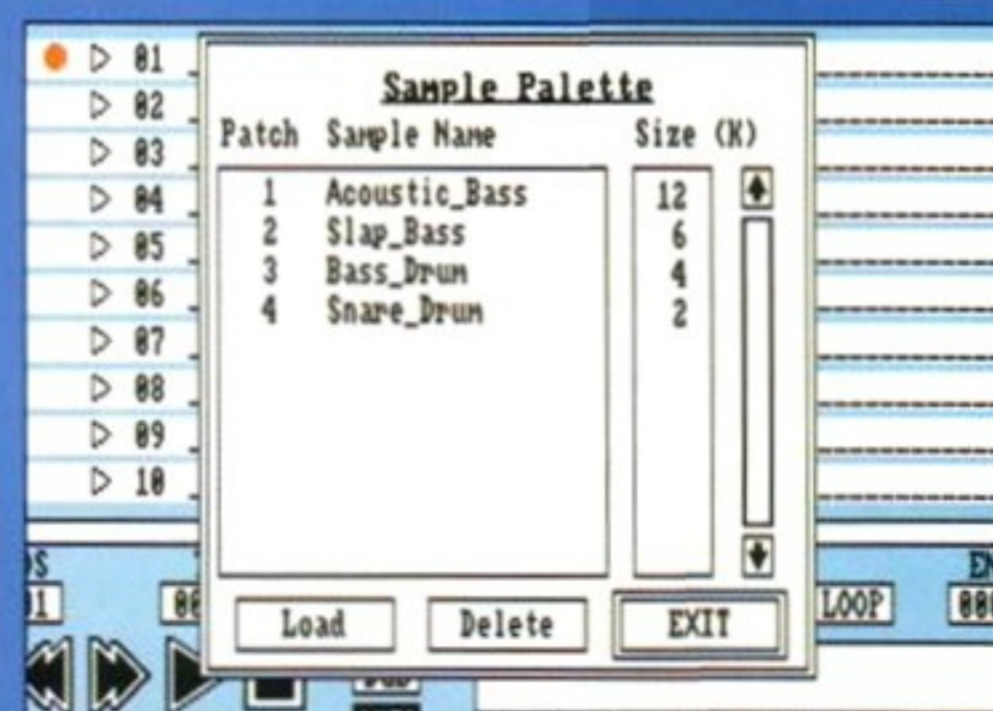 Sample Palette
Patch Sample Name Size (K)
1 Acoustic_Bass 12
2 Slap_Bass 6
3 Bass_Drum 4
4 Snare_Drum 2
Load Delete EXIT
01
02
03
04
05
06
07
08
09
10
LOOP